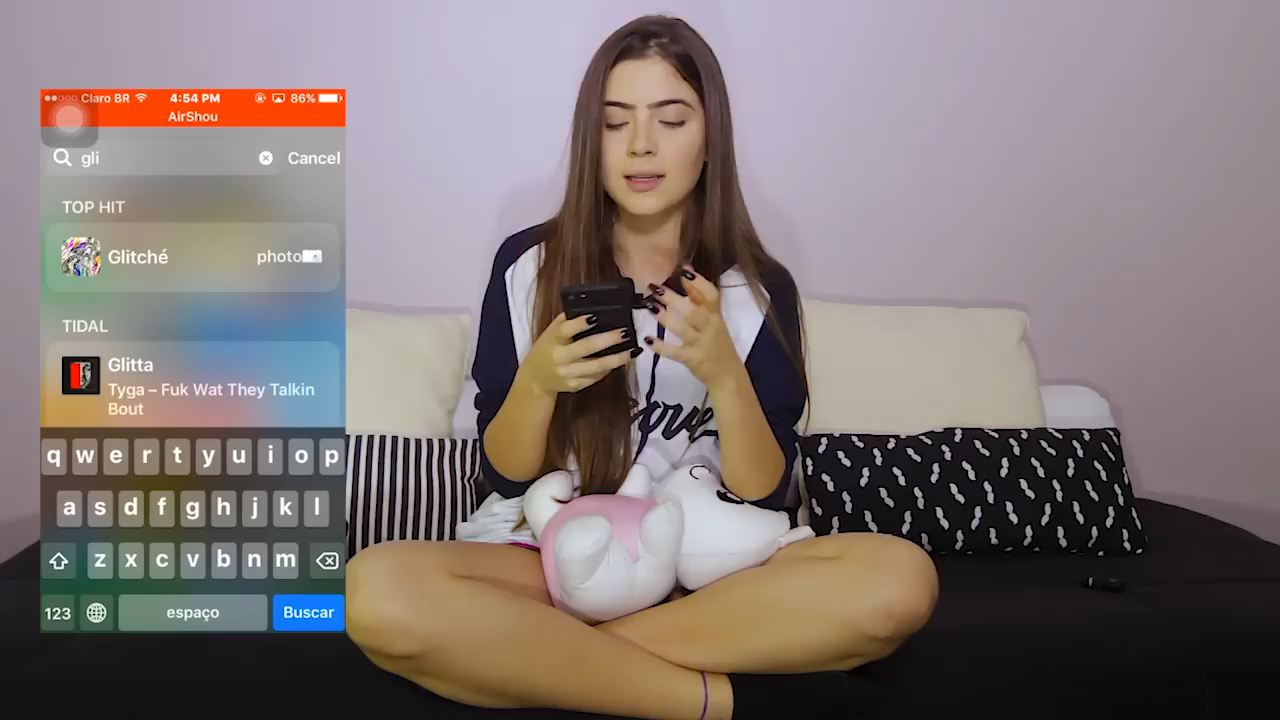 Claro BR 4:54 PM 86%
AirShou
gli Cancel
TOP HIT
Glitché photo
TIDAL
Glitta
Tyga – Fuk Wat They Talkin
Bout
q w e r t y u i o p
a s d f g h j k l
z x c v b n m
123 espaço Buscar